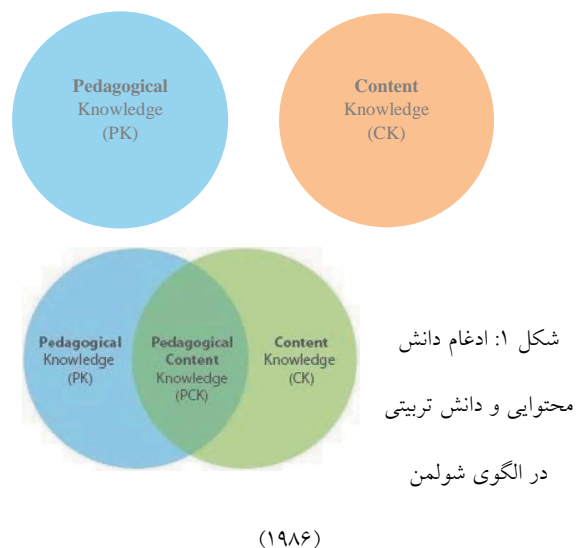 Pedagogical
Knowledge
(PK)
Content
Knowledge
(CK)
Pedagogical
Knowledge
(PK)
Pedagogical
Content
Knowledge
(PCK)
Content
Knowledge
(CK)
شکل ۱: ادغام دانش
محتوایی و دانش تربیتی
در الگوی شولمن
(۱۹۸۶)